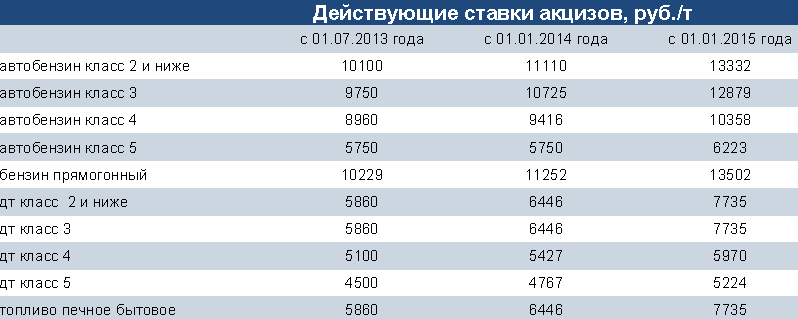 Действующие ставки акцизов, руб./т
с 01.07.2013 года с 01.01.2014 года с 01.01.2015 года
автобензин класс 2 и ниже 10100 11110 13332
автобензин класс 3 9750 10725 12879
автобензин класс 4 8960 9416 10358
автобензин класс 5 5750 5750 6223
бензин прямогонный 10229 11252 13502
дт класс 2 и ниже 5860 6446 7735
дт класс 3 5860 6446 7735
дт класс 4 5100 5427 5970
дт класс 5 4500 4767 5224
топливо печное бытовое 5860 6446 7735